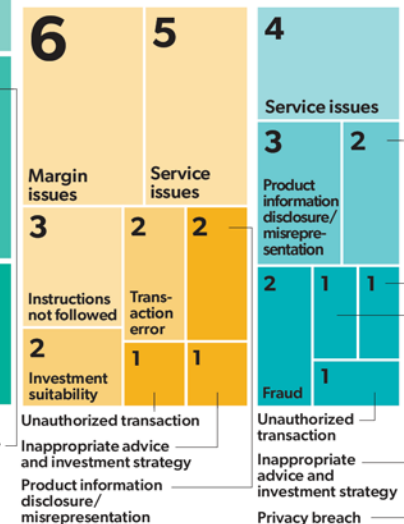 6
Margin
issues
5
Service
issues
3
Instructions
not followed
2
Trans-
action
error
2
2
Investment
suitability
1
1
Unauthorized transaction
Inappropriate advice
and investment strategy
Product information
disclosure/
misrepresentation
4
Service issues
3
Product
information
disclosure/
misrepre-
sentation
2
2
Fraud
1
1
1
Unauthorized
transaction
Inappropriate
advice and
investment strategy
Privacy breach